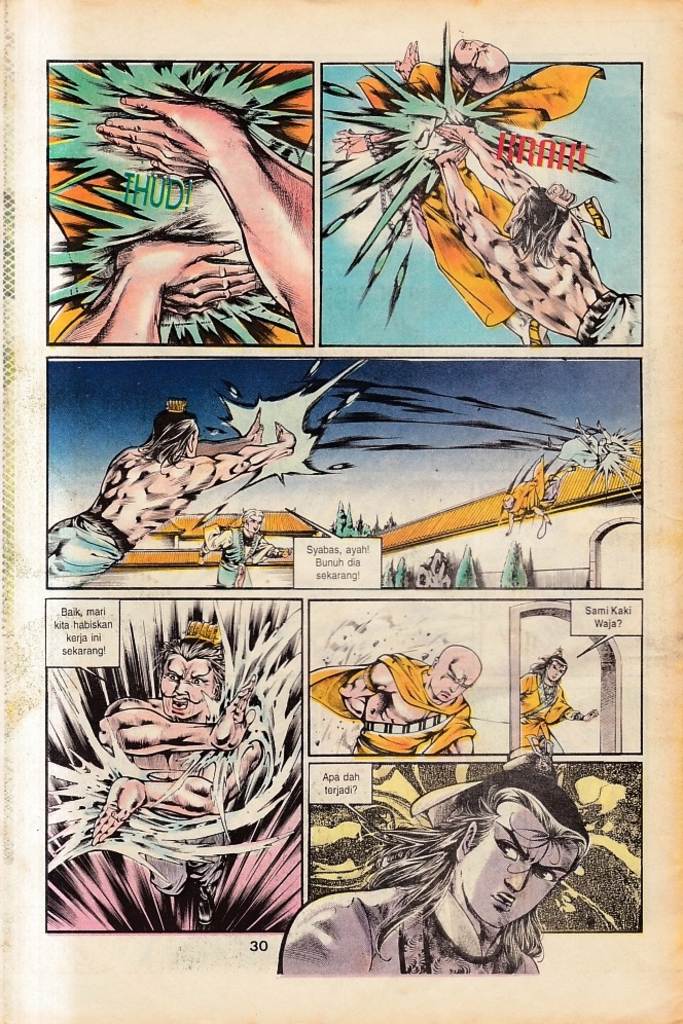 THUD!
URAH!
Syabas, ayah!
Bunuh dia
sekarang!
Baik, mari
kita habiskan
kerja ini
sekarang!
Sami Kaki
Waja?
Apa dah
terjadi?
30